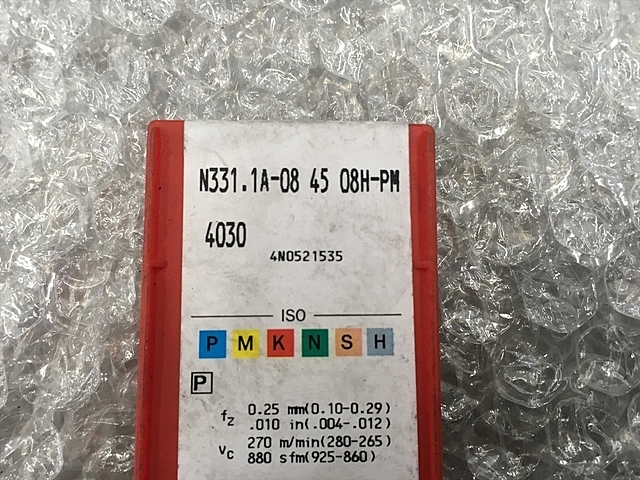 N331.1A-08 45 08H-PM
4030
4N0521535
ISO
P M K N S H
P
fz 0.25 mm(0.10-0.29)
.010 in(.004-.012)
vc 270 m/min(280-265)
880 sfm(925-860)